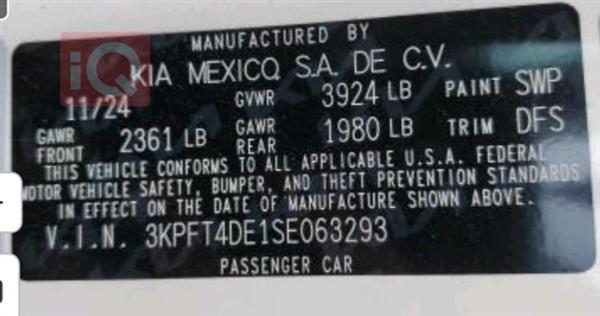 MANUFACTURED BY
KIA MEXICO, S.A. DE C.V.
11/24 GVWR 3924 LB PAINT SWP
GAWR FRONT 2361 LB GAWR REAR 1980 LB TRIM DFS
THIS VEHICLE CONFORMS TO ALL APPLICABLE U.S.A. FEDERAL
MOTOR VEHICLE SAFETY, BUMPER, AND THEFT PREVENTION STANDARDS
IN EFFECT ON THE DATE OF MANUFACTURE SHOWN ABOVE.
V.I.N. 3KPFT4DE1SE063293
PASSENGER CAR
iQ